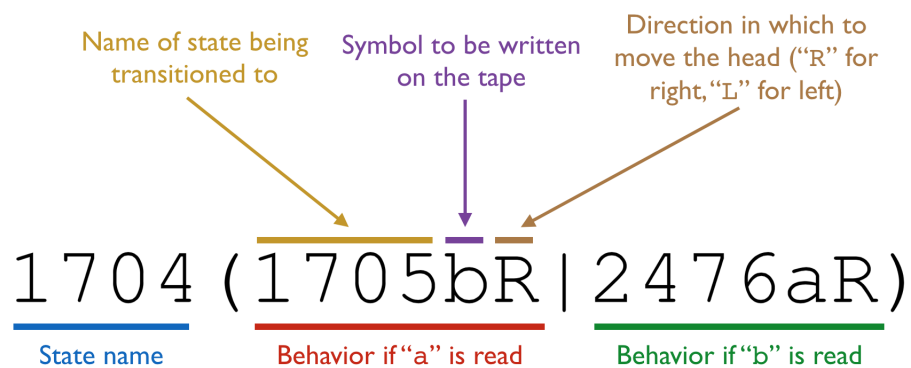 Name of state being
transitioned to
Symbol to be written
on the tape
Direction in which to
move the head (“R” for
right, “L” for left)
1704(1705bR|2476aR)
State name
Behavior if “a” is read
Behavior if “b” is read